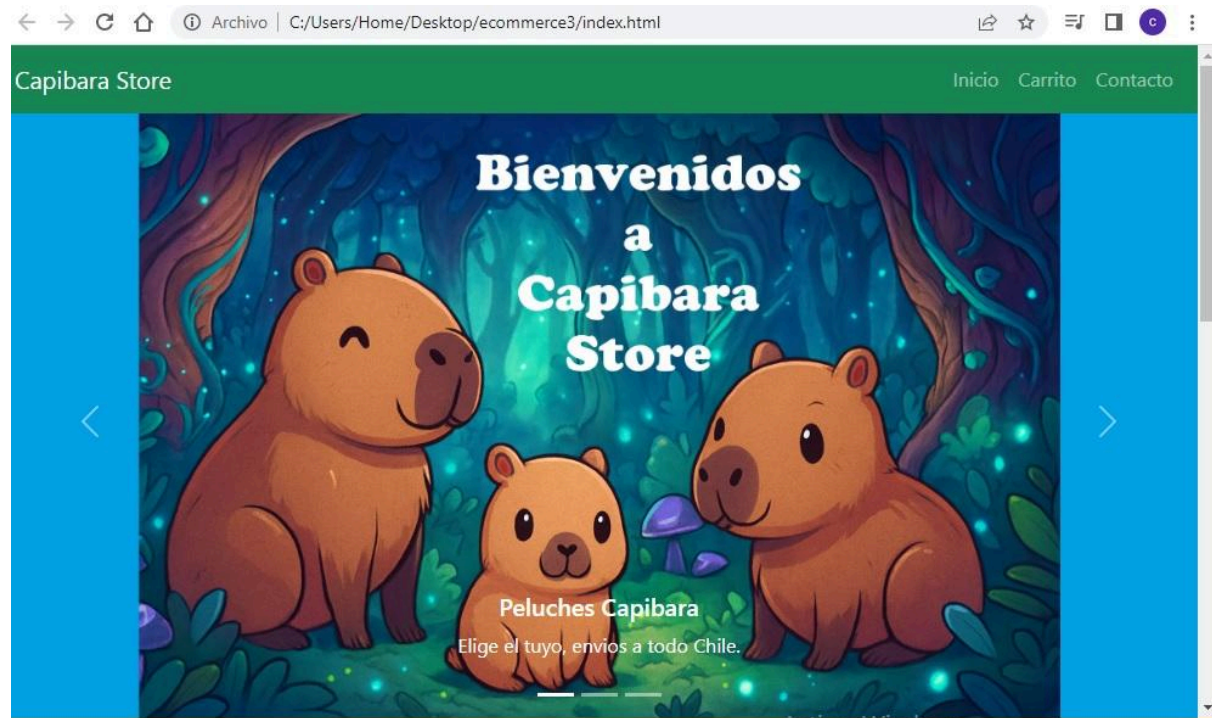 Archivo | C:/Users/Home/Desktop/ecommerce3/index.html
C
Capibara Store
Inicio Carrito Contacto
Bienvenidos
a
Capibara
Store
Peluches Capibara
Elige el tuyo, envios a todo Chile.